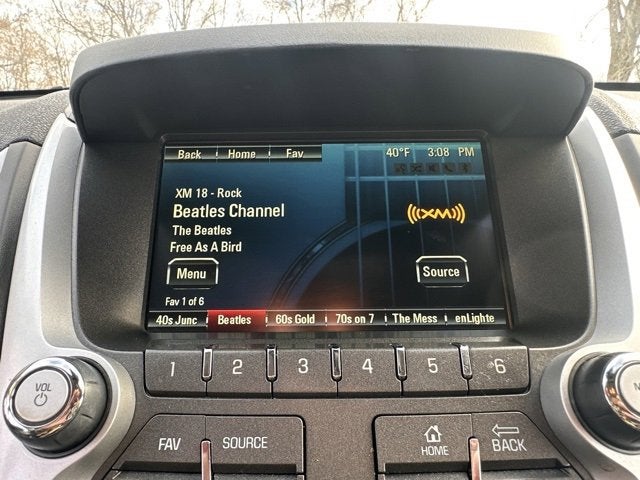 Back Home Fav 40°F 3:08 PM
XM 18 - Rock
Beatles Channel
((XM))
The Beatles
Free As A Bird
Menu Source
Fav 1 of 6
40s Junc Beatles 60s Gold 70s on 7 The Mess enLighte
1 2 3 4 5 6
VOL
FAV SOURCE HOME BACK